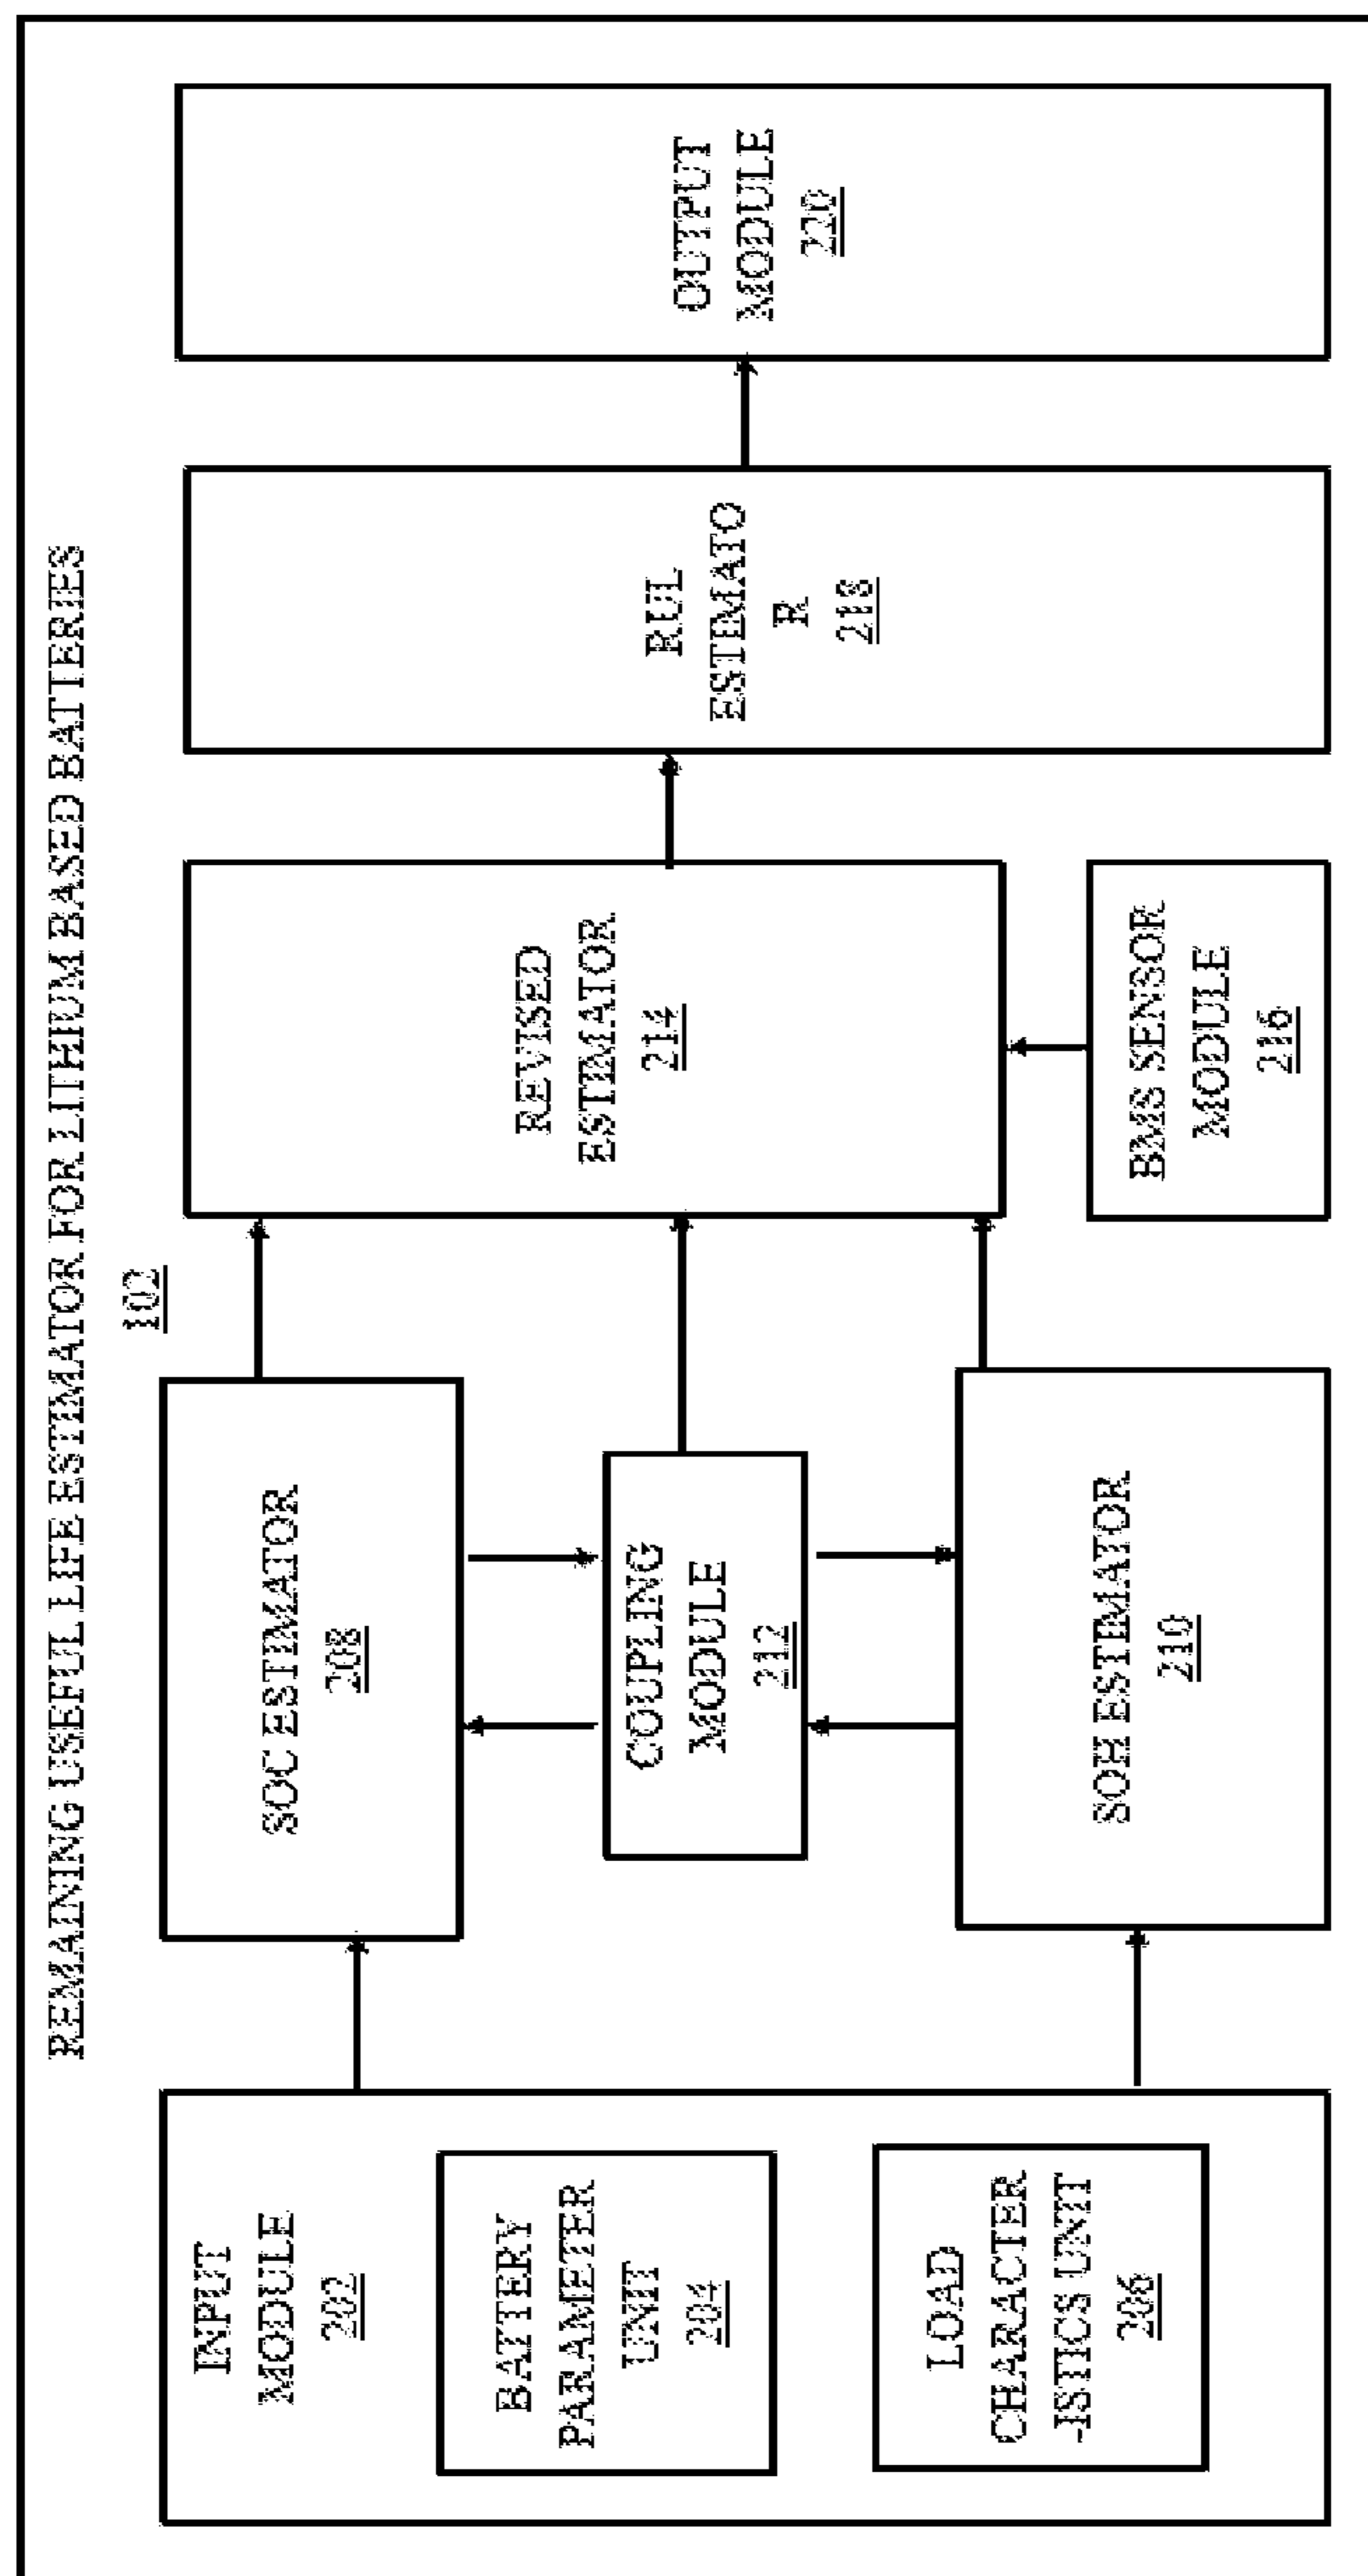 REMAINING USEFUL LIFE ESTIMATOR FOR LITHIUM BASED BATTERIES
102
INPUT
MODULE
202
BATTERY
PARAMETER
UNIT
204
LOAD
CHARACTER
-ISTICS UNIT
206
SOC ESTIMATOR
208
COUPLING
MODULE
212
SOH ESTIMATOR
210
REVISED
ESTIMATOR
214
BMS SENSOR
MODULE
216
RUL
ESTIMATO
R
218
OUTPUT
MODULE
220